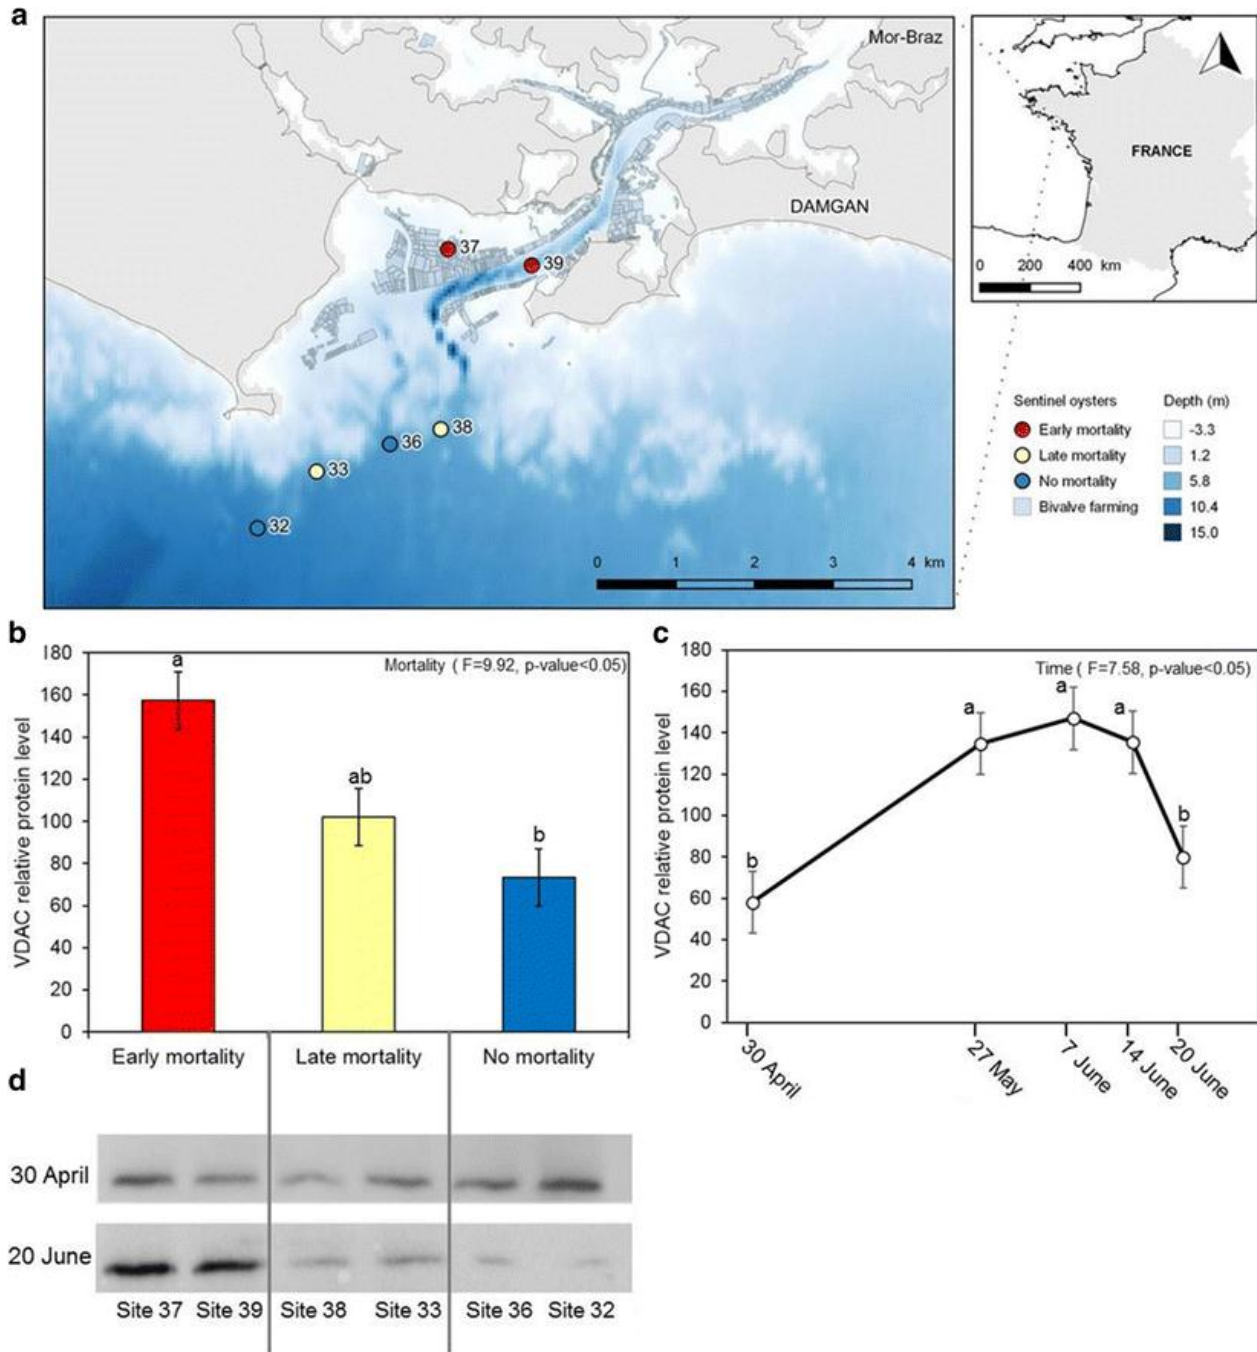 a
Mor-Braz
DAMGAN
37
39
38
36
33
32
0 1 2 3 4 km
FRANCE
0 200 400 km
Sentinel oysters
Early mortality
Late mortality
No mortality
Bivalve farming
Depth (m)
-3.3
1.2
5.8
10.4
15.0
b
VDAC relative protein level
180
160
140
120
100
80
60
40
20
0
Mortality ( F=9.92, p-value<0.05)
a
ab
b
Early mortality
Late mortality
No mortality
c
VDAC relative protein level
180
160
140
120
100
80
60
40
20
0
Time ( F=7.58, p-value<0.05)
b
a
a
a
b
30 April
27 May
7 June
14 June
20 June
d
30 April
20 June
Site 37 Site 39 Site 38 Site 33 Site 36 Site 32